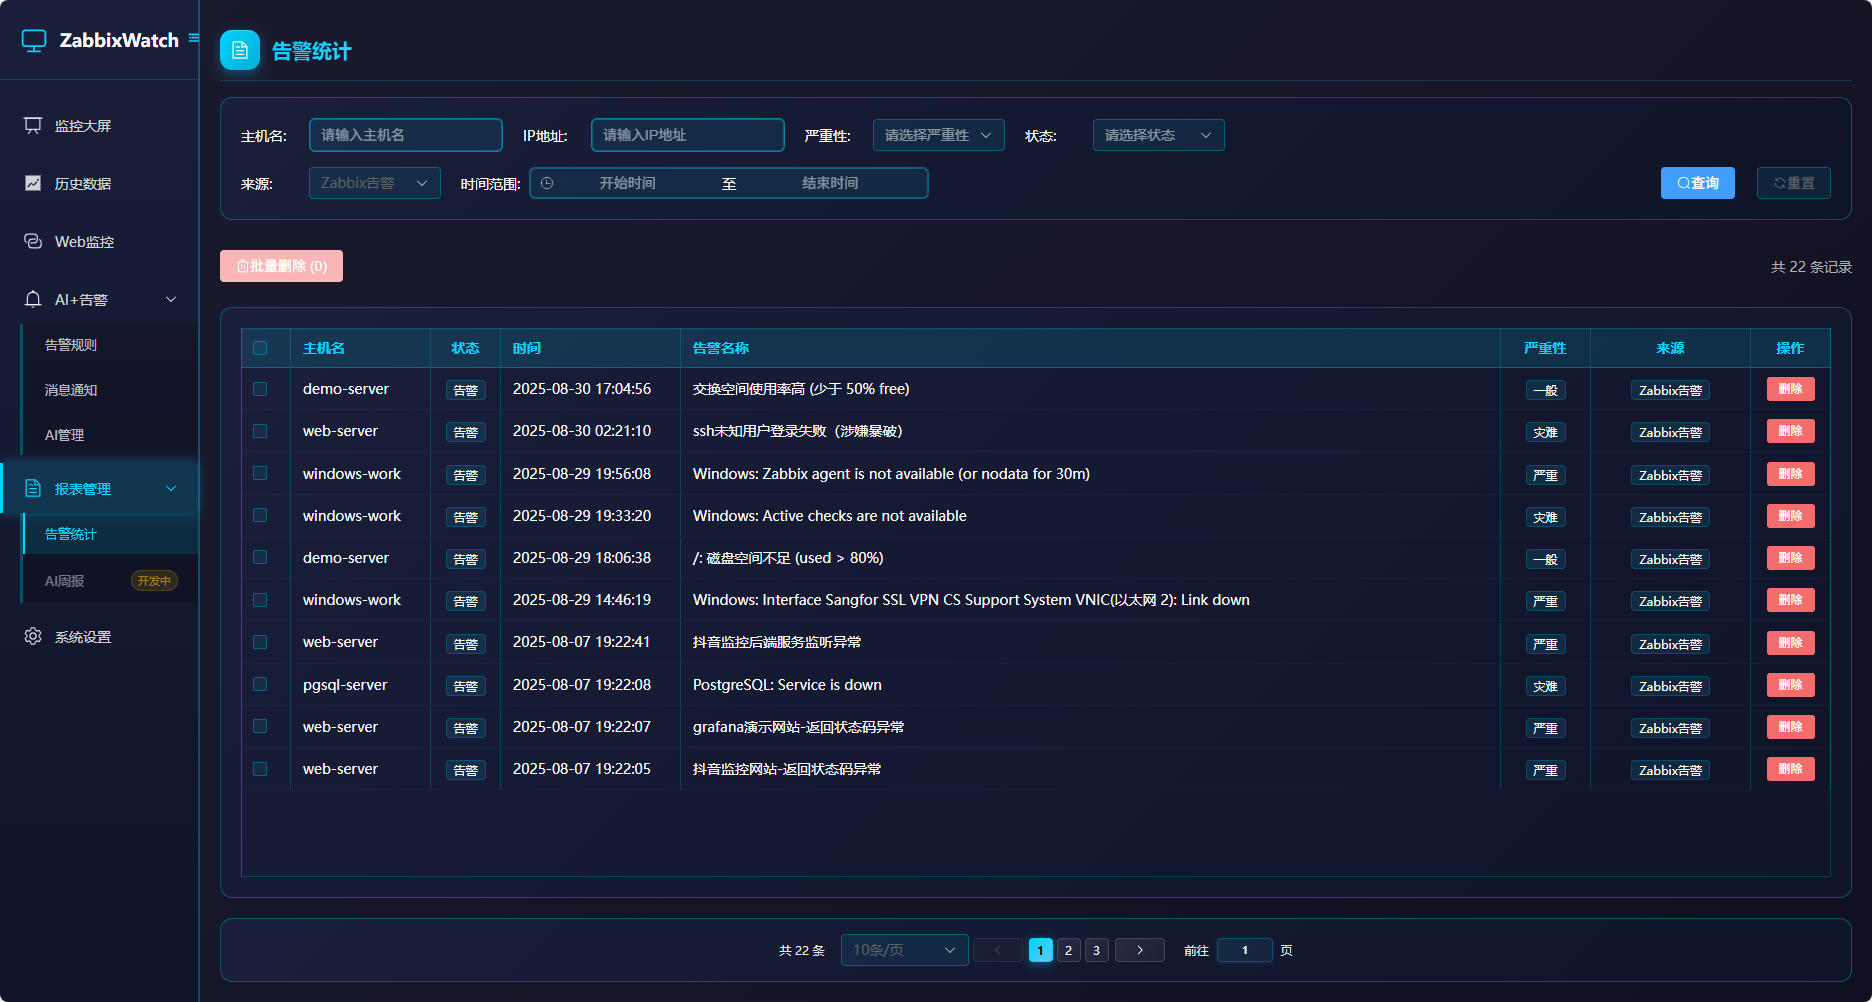 ZabbixWatch
监控大屏
历史数据
Web监控
AI+告警
告警规则
消息通知
AI管理
报表管理
告警统计
AI周报 开发中
系统设置
告警统计
主机名: 请输入主机名 IP地址: 请输入IP地址 严重性: 请选择严重性 状态: 请选择状态
来源: Zabbix告警 时间范围: 开始时间 至 结束时间 查询 重置
批量删除 (0) 共 22 条记录
主机名 状态 时间 告警名称 严重性 来源 操作
demo-server 告警 2025-08-30 17:04:56 交换空间使用率高 (少于 50% free) 一般 Zabbix告警 删除
web-server 告警 2025-08-30 02:21:10 ssh未知用户登录失败（涉嫌暴破） 灾难 Zabbix告警 删除
windows-work 告警 2025-08-29 19:56:08 Windows: Zabbix agent is not available (or nodata for 30m) 严重 Zabbix告警 删除
windows-work 告警 2025-08-29 19:33:20 Windows: Active checks are not available 灾难 Zabbix告警 删除
demo-server 告警 2025-08-29 18:06:38 /: 磁盘空间不足 (used > 80%) 一般 Zabbix告警 删除
windows-work 告警 2025-08-29 14:46:19 Windows: Interface Sangfor SSL VPN CS Support System VNIC(以太网 2): Link down 严重 Zabbix告警 删除
web-server 告警 2025-08-07 19:22:41 抖音监控后端服务监听异常 严重 Zabbix告警 删除
pgsql-server 告警 2025-08-07 19:22:08 PostgreSQL: Service is down 灾难 Zabbix告警 删除
web-server 告警 2025-08-07 19:22:07 grafana演示网站-返回状态码异常 严重 Zabbix告警 删除
web-server 告警 2025-08-07 19:22:05 抖音监控网站-返回状态码异常 严重 Zabbix告警 删除
共 22 条 10条/页 1 2 3 前往 1 页